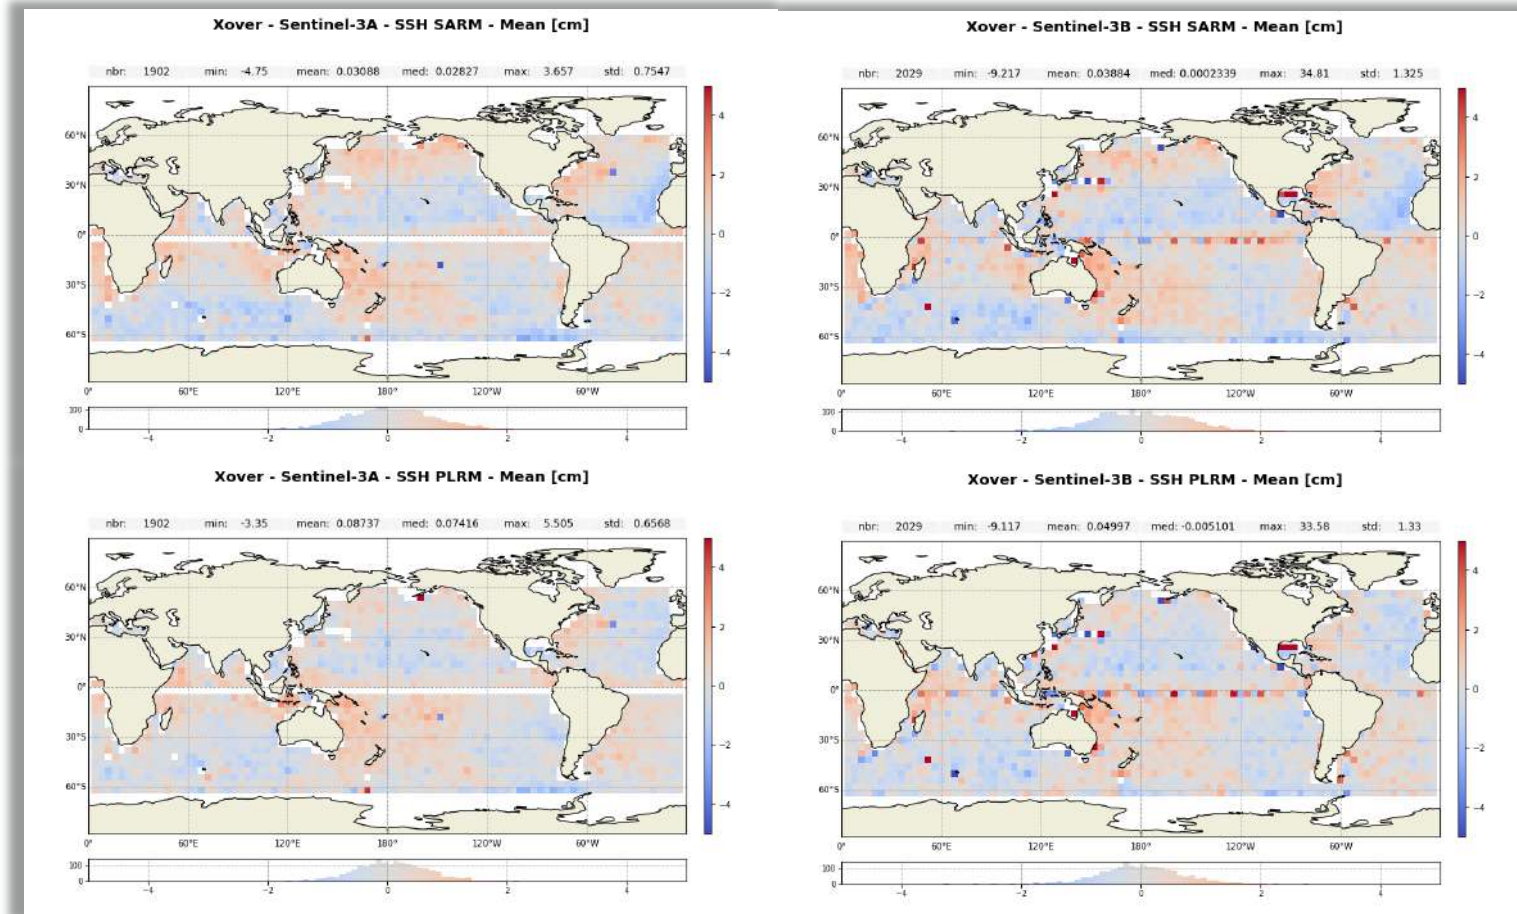 Xover - Sentinel-3A - SSH SARM - Mean [cm]
nbr: 1902 min: -4.75 mean: 0.03088 med: 0.02827 max: 3.657 std: 0.7547
4
2
0
−2
−4
60°N
30°N
0°
30°S
60°S
0° 60°E 120°E 180° 120°W 60°W
100
0
−4 −2 0 2 4
Xover - Sentinel-3B - SSH SARM - Mean [cm]
nbr: 2029 min: -9.217 mean: 0.03884 med: 0.0002339 max: 34.81 std: 1.325
4
2
0
−2
−4
60°N
30°N
0°
30°S
60°S
0° 60°E 120°E 180° 120°W 60°W
100
0
−4 −2 0 2 4
Xover - Sentinel-3A - SSH PLRM - Mean [cm]
nbr: 1902 min: -3.35 mean: 0.08737 med: 0.07416 max: 5.505 std: 0.6568
4
2
0
−2
−4
60°N
30°N
0°
30°S
60°S
0° 60°E 120°E 180° 120°W 60°W
100
0
−4 −2 0 2 4
Xover - Sentinel-3B - SSH PLRM - Mean [cm]
nbr: 2029 min: -9.117 mean: 0.04997 med: -0.005101 max: 33.58 std: 1.33
4
2
0
−2
−4
60°N
30°N
0°
30°S
60°S
0° 60°E 120°E 180° 120°W 60°W
100
0
−4 −2 0 2 4